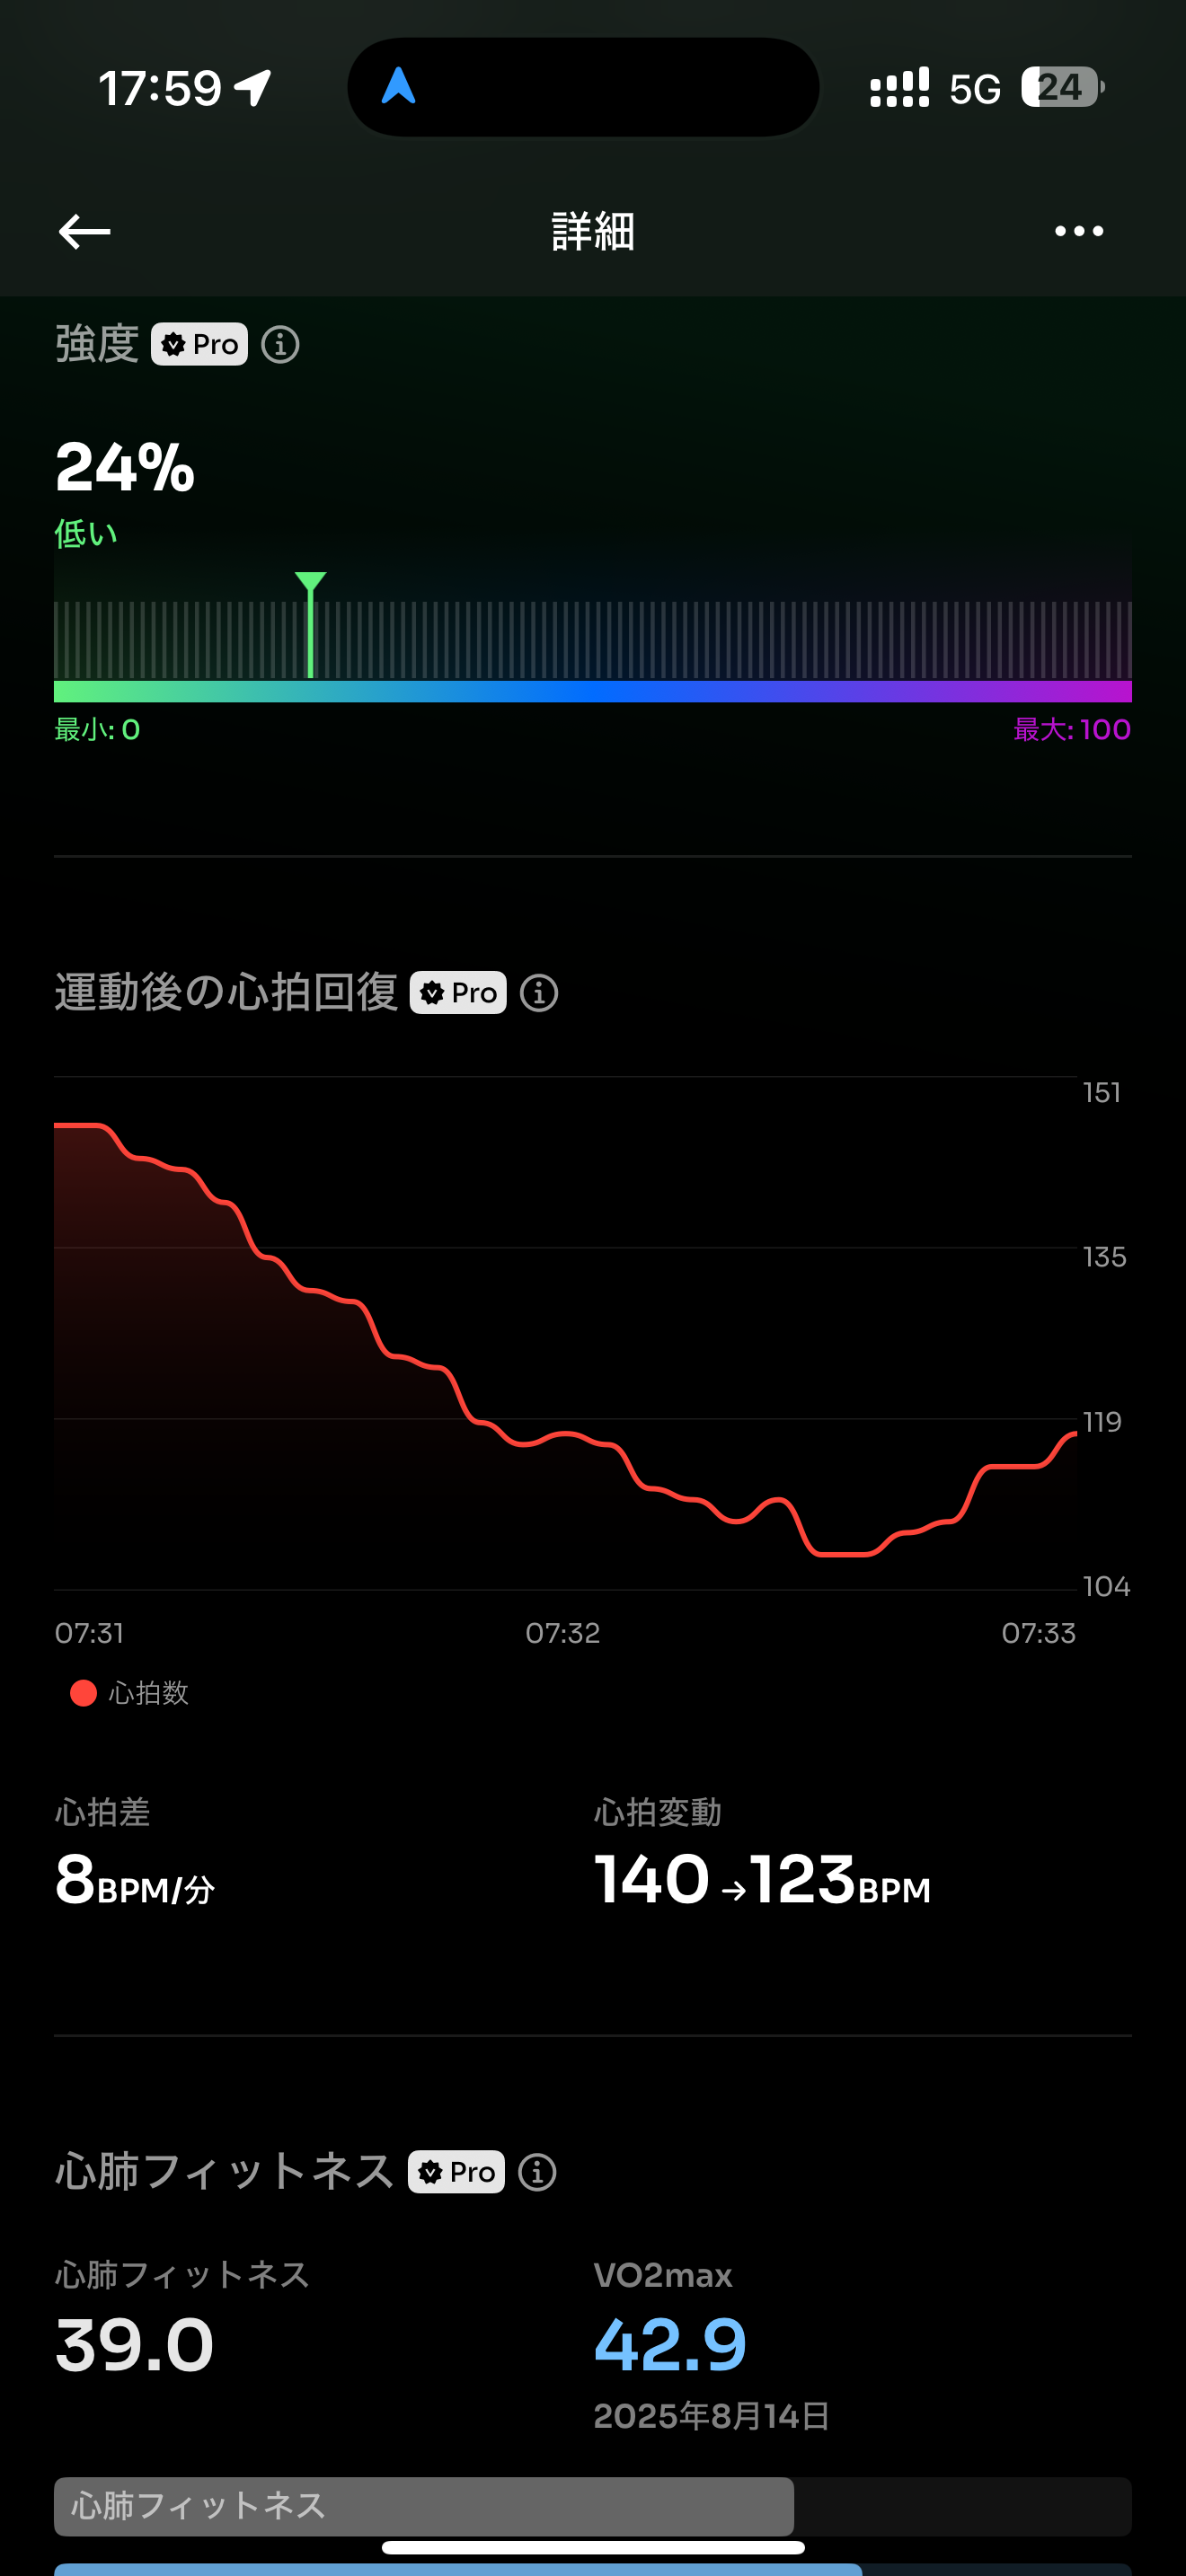 17:59 5G 24
詳細
強度 Pro
24%
低い
最小: 0 最大: 100
運動後の心拍回復 Pro
151
135
119
104
07:31 07:32 07:33
心拍数
心拍差 心拍変動
8BPM/分 140→123BPM
心肺フィットネス Pro
心肺フィットネス VO2max
39.0 42.9
2025年8月14日
心肺フィットネス